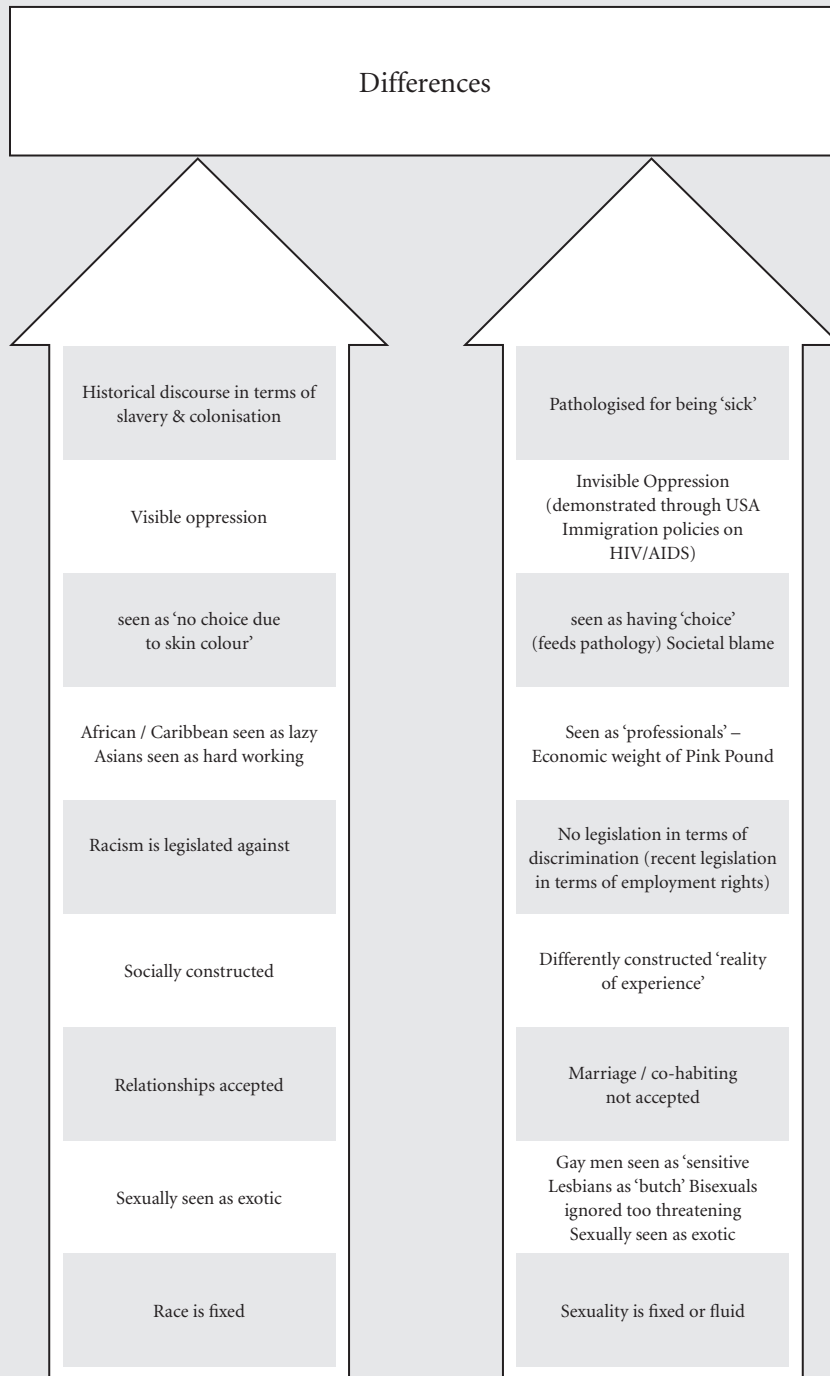 Differences
Historical discourse in terms of
slavery & colonisation
Visible oppression
seen as ‘no choice due
to skin colour’
African / Caribbean seen as lazy
Asians seen as hard working
Racism is legislated against
Socially constructed
Relationships accepted
Sexually seen as exotic
Race is fixed
Pathologised for being ‘sick’
Invisible Oppression
(demonstrated through USA
Immigration policies on
HIV/AIDS)
seen as having ‘choice’
(feeds pathology) Societal blame
Seen as ‘professionals’ –
Economic weight of Pink Pound
No legislation in terms of
discrimination (recent legislation
in terms of employment rights)
Differently constructed ‘reality
of experience’
Marriage / co-habiting
not accepted
Gay men seen as ‘sensitive
Lesbians as ‘butch’ Bisexuals
ignored too threatening
Sexually seen as exotic
Sexuality is fixed or fluid